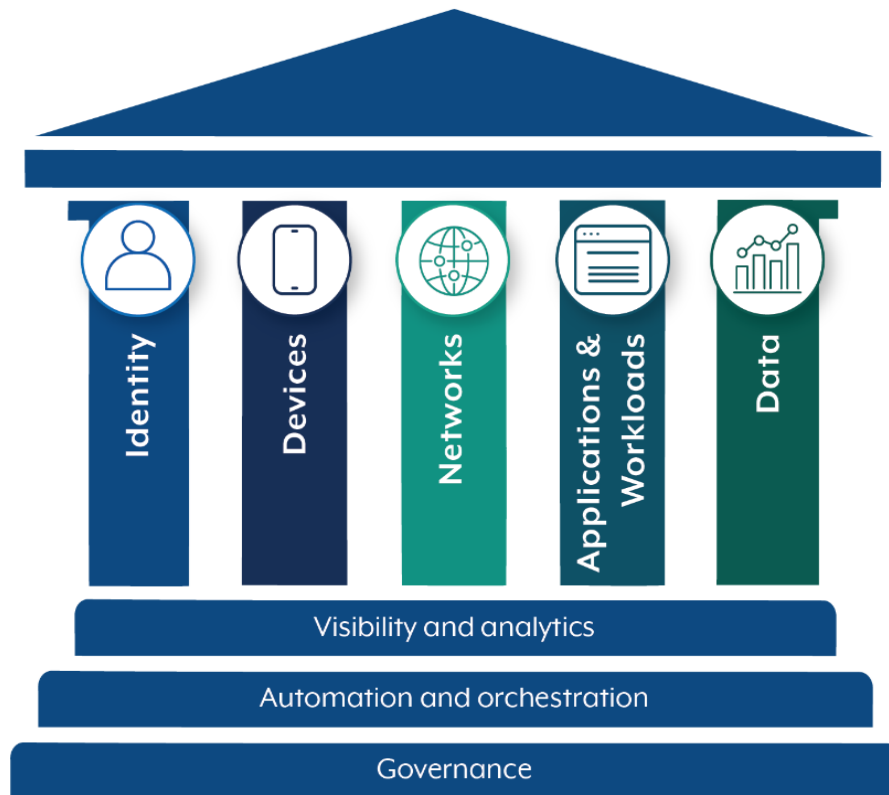 Identity
Devices
Networks
Applications &
Workloads
Data
Visibility and analytics
Automation and orchestration
Governance